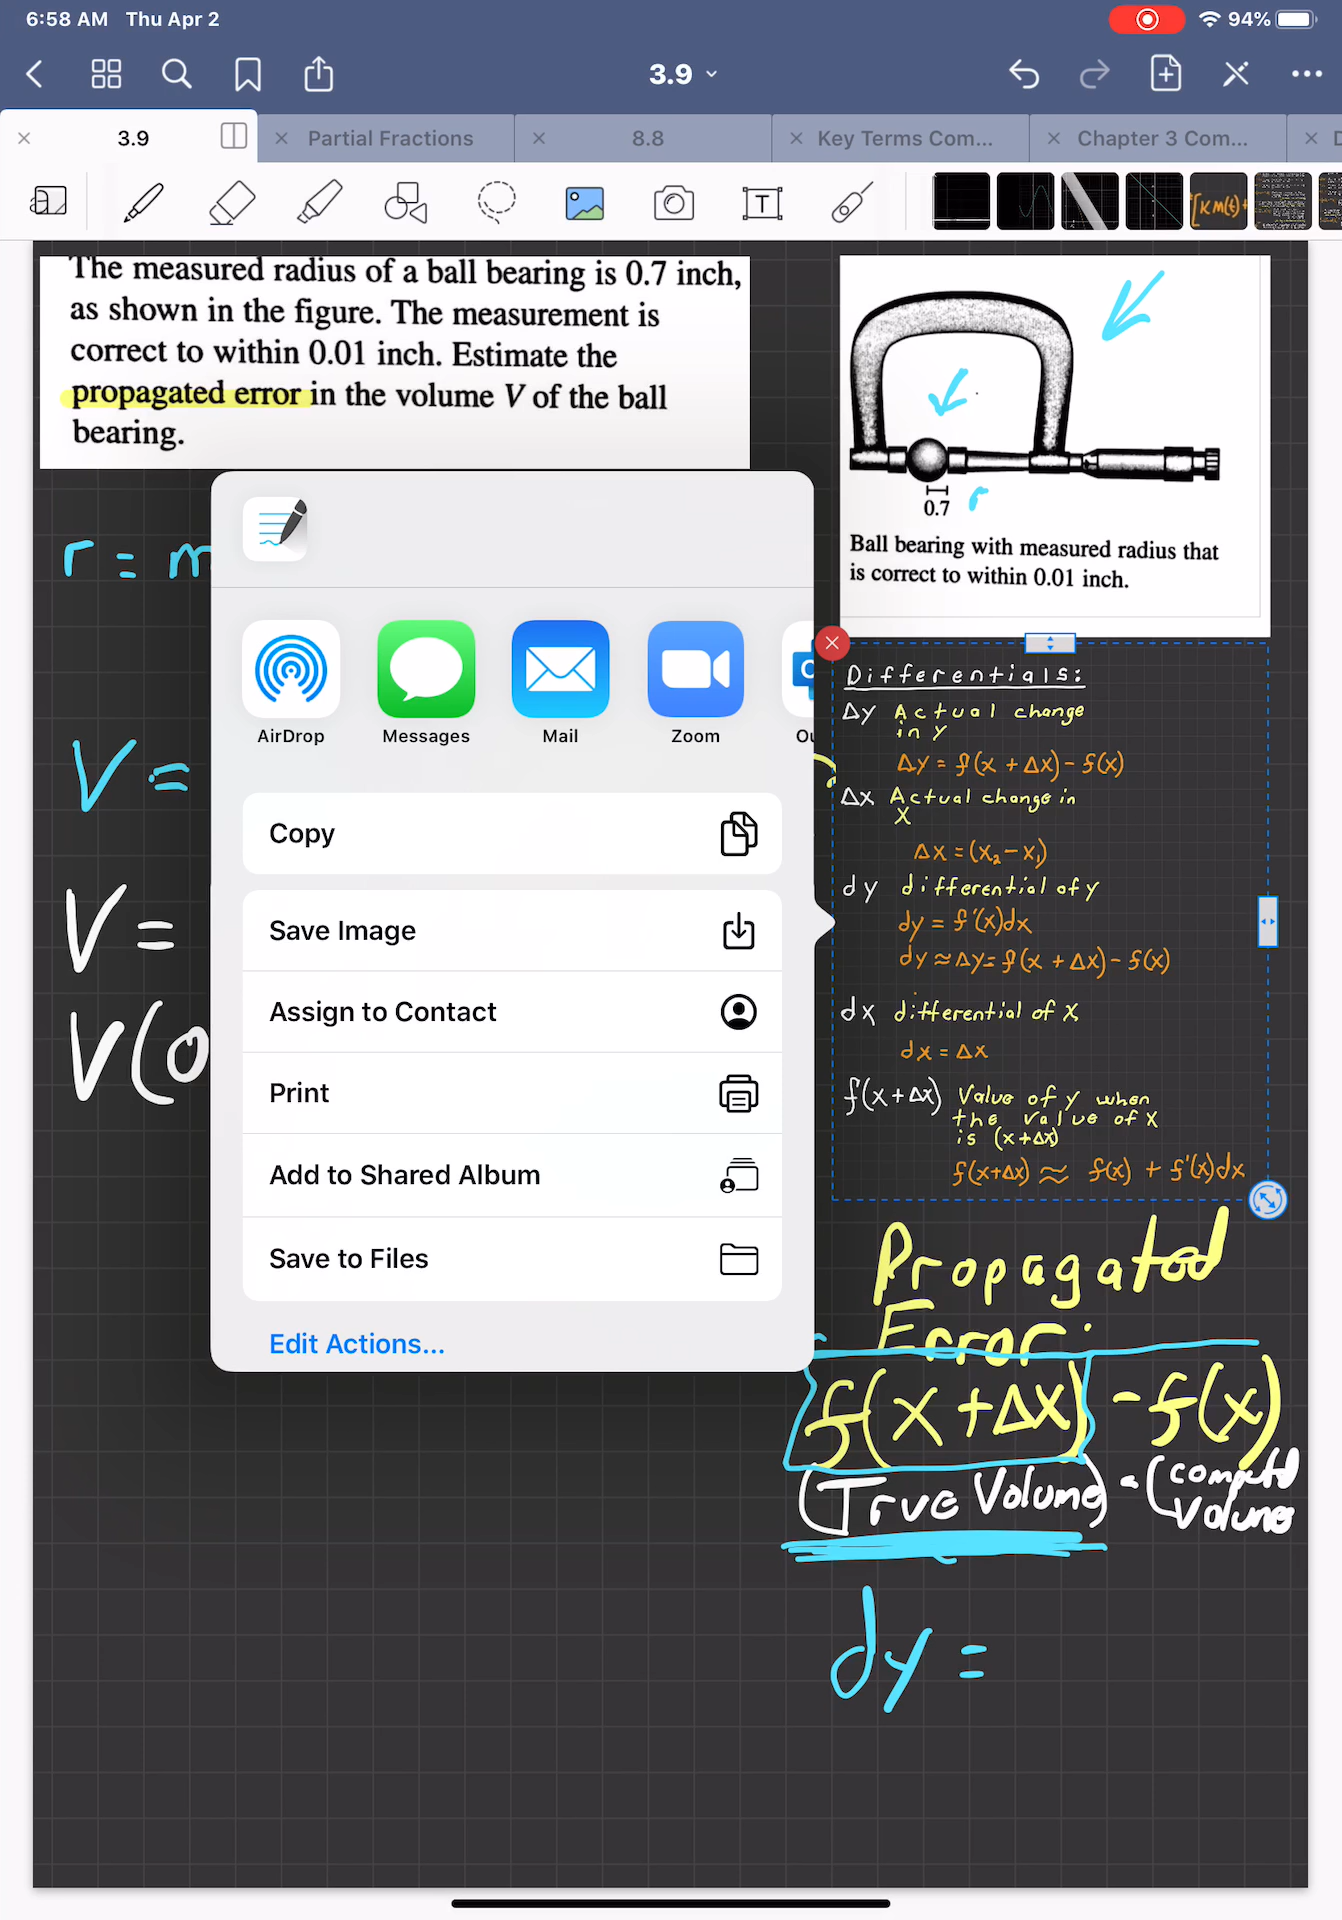 6:58 AM Thu Apr 2
94%
3.9
3.9
Partial Fractions
8.8
Key Terms Com...
Chapter 3 Com...
[KM(t)+
The measured radius of a ball bearing is 0.7 inch,
as shown in the figure. The measurement is
correct to within 0.01 inch. Estimate the
propagated error in the volume V of the ball
bearing.
0.7 r
Ball bearing with measured radius that
is correct to within 0.01 inch.
r = m
V =
V =
V(0
AirDrop
Messages
Mail
Zoom
Ou
Copy
Save Image
Assign to Contact
Print
Add to Shared Album
Save to Files
Edit Actions...
Differentials:
Δy Actual change
in y
Δy = f(x + Δx) - f(x)
Δx Actual change in
X
Δx = (x₂ - x₁)
dy differential of y
dy = f'(x)dx
dy ≈ Δy = f(x + Δx) - f(x)
dx differential of x
dx = Δx
f(x+Δx) Value of y when
the value of x
is (x+Δx)
f(x+Δx) ≈ f(x) + f'(x)dx
Propagated
Error:
f(x+Δx) - f(x)
(True Volume) - (computed
Volume
dy =